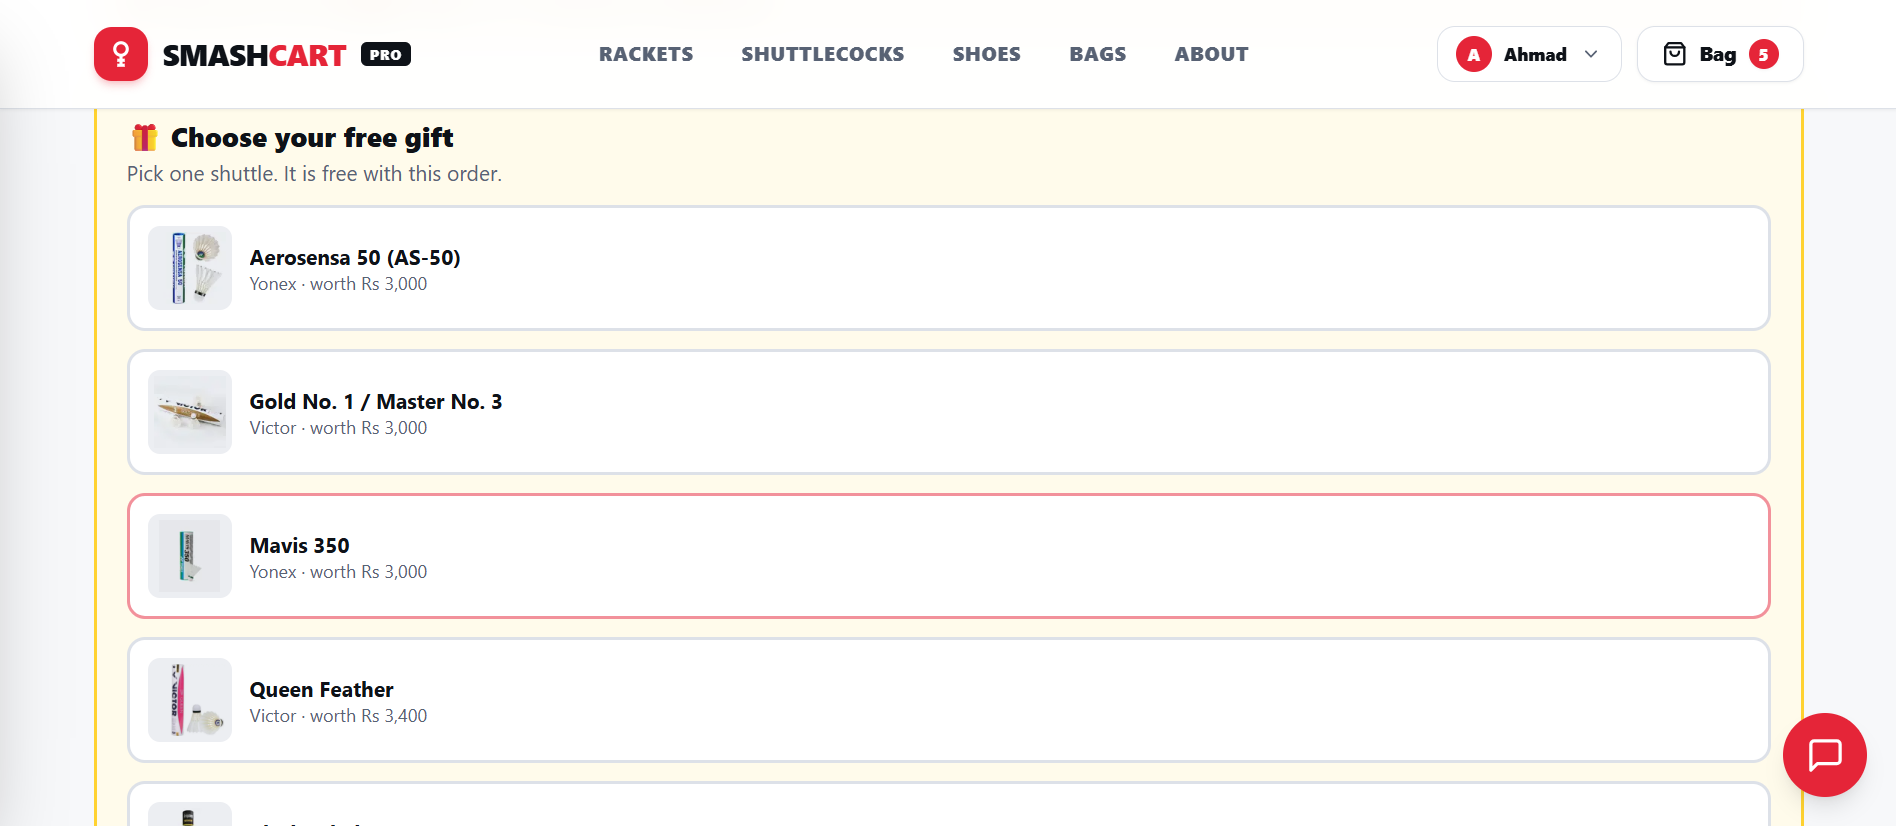 SMASHCART PRO
RACKETS SHUTTLECOCKS SHOES BAGS ABOUT
A Ahmad
Bag 5
Choose your free gift
Pick one shuttle. It is free with this order.
Aerosensa 50 (AS-50)
Yonex · worth Rs 3,000
Gold No. 1 / Master No. 3
Victor · worth Rs 3,000
Mavis 350
Yonex · worth Rs 3,000
Queen Feather
Victor · worth Rs 3,400